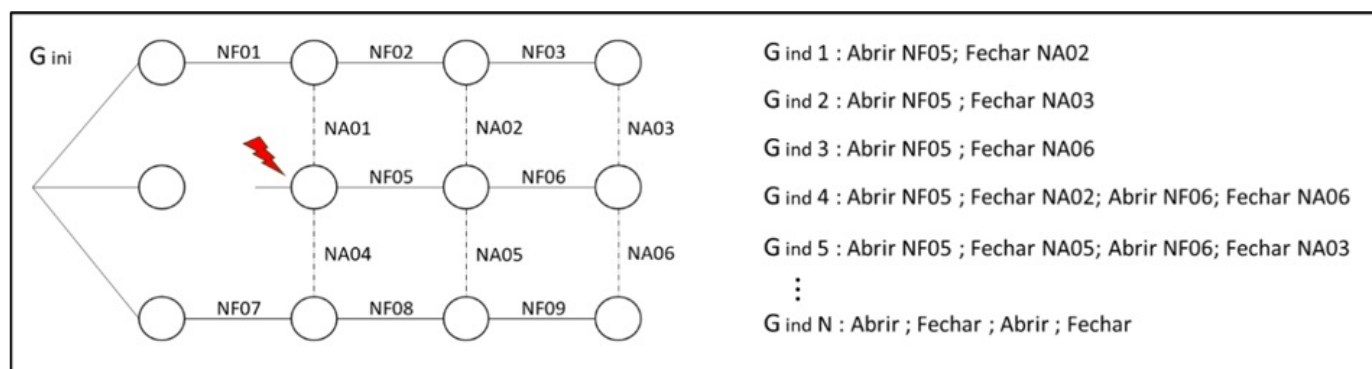 G ini
NF01 NF02 NF03
NA01 NA02 NA03
NF05 NF06
NA04 NA05 NA06
NF07 NF08 NF09
G ind 1 : Abrir NF05; Fechar NA02
G ind 2 : Abrir NF05 ; Fechar NA03
G ind 3 : Abrir NF05 ; Fechar NA06
G ind 4 : Abrir NF05 ; Fechar NA02; Abrir NF06; Fechar NA06
G ind 5 : Abrir NF05 ; Fechar NA05; Abrir NF06; Fechar NA03
⋮
G ind N : Abrir ; Fechar ; Abrir ; Fechar